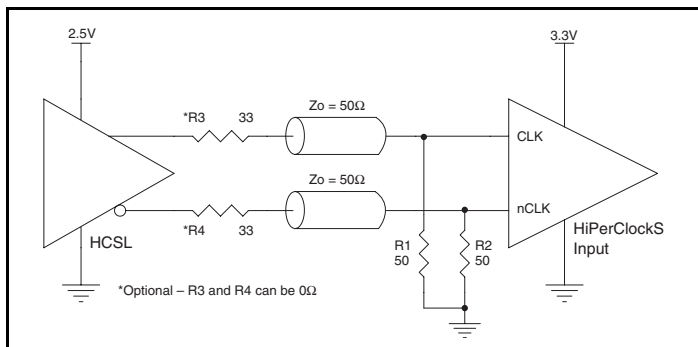 2.5V
3.3V
*R3 33
Zo = 50Ω
CLK
Zo = 50Ω
nCLK
*R4 33
HCSL
HiPerClockS
Input
R1
50
R2
50
*Optional – R3 and R4 can be 0Ω